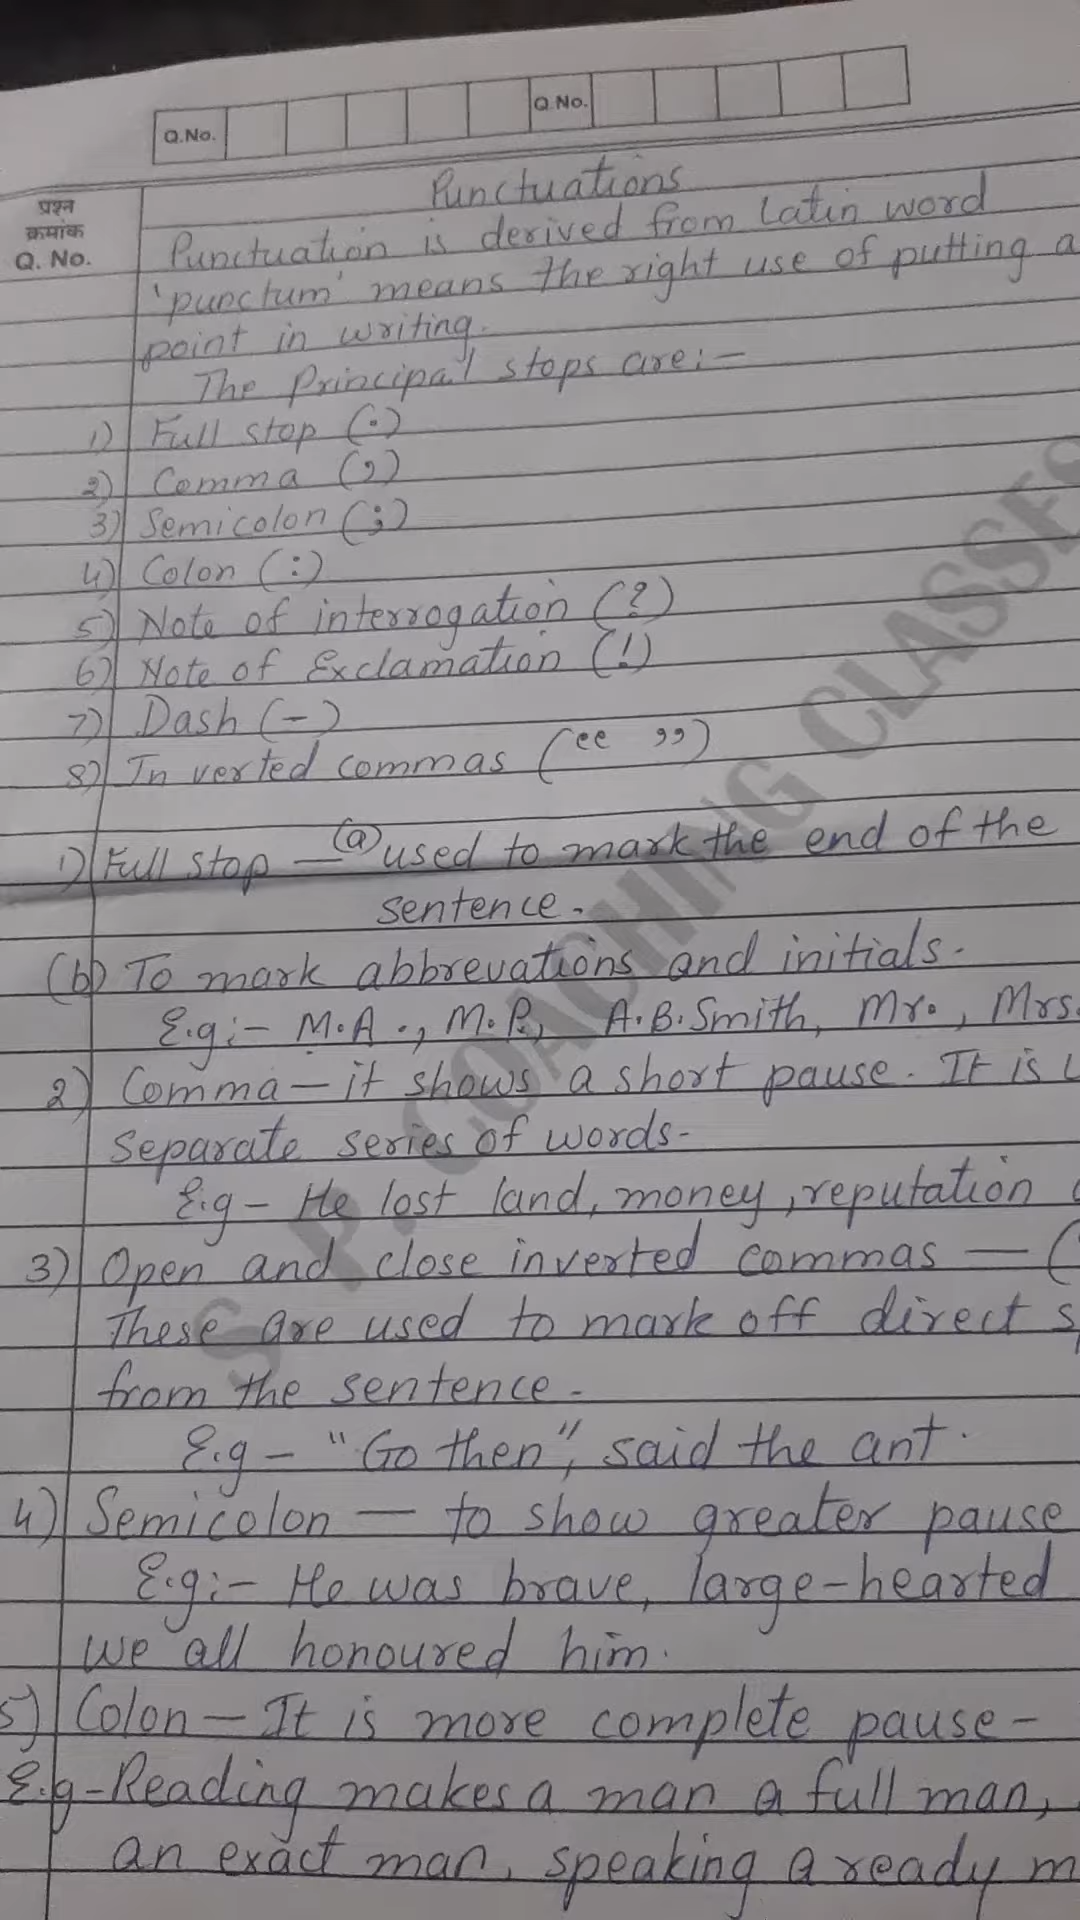 Q.No. Q.No.
प्रश्न
क्रमांक
Q. No.
Punctuations
Punctuation is derived from Latin word
'punctum' means the right use of putting a
point in writing.
The Principal stops are:-
1) Full stop (.)
2) Comma (,)
3) Semicolon (;)
4) Colon (:)
5) Note of interrogation (?)
6) Note of Exclamation (!)
7) Dash (-)
8) In verted commas (“ ”)
1) Full stop — (a) used to mark the end of the
sentence.
(b) To mark abbrevations and initials.
E.g:- M.A., M.P., A.B.Smith, Mr., Mrs.
2) Comma - it shows a short pause. It is
separate series of words-
E.g - He lost land, money, reputation
3) Open and close inverted commas — (
These are used to mark off direct
from the sentence.
E.g - "Go then", said the ant.
4) Semicolon — to show greater pause
E.g:- He was brave, large-hearted
we all honoured him.
5) Colon - It is more complete pause-
E.g-Reading makes a man a full man,
an exact man, speaking a ready
S P. COACHING CLASSES